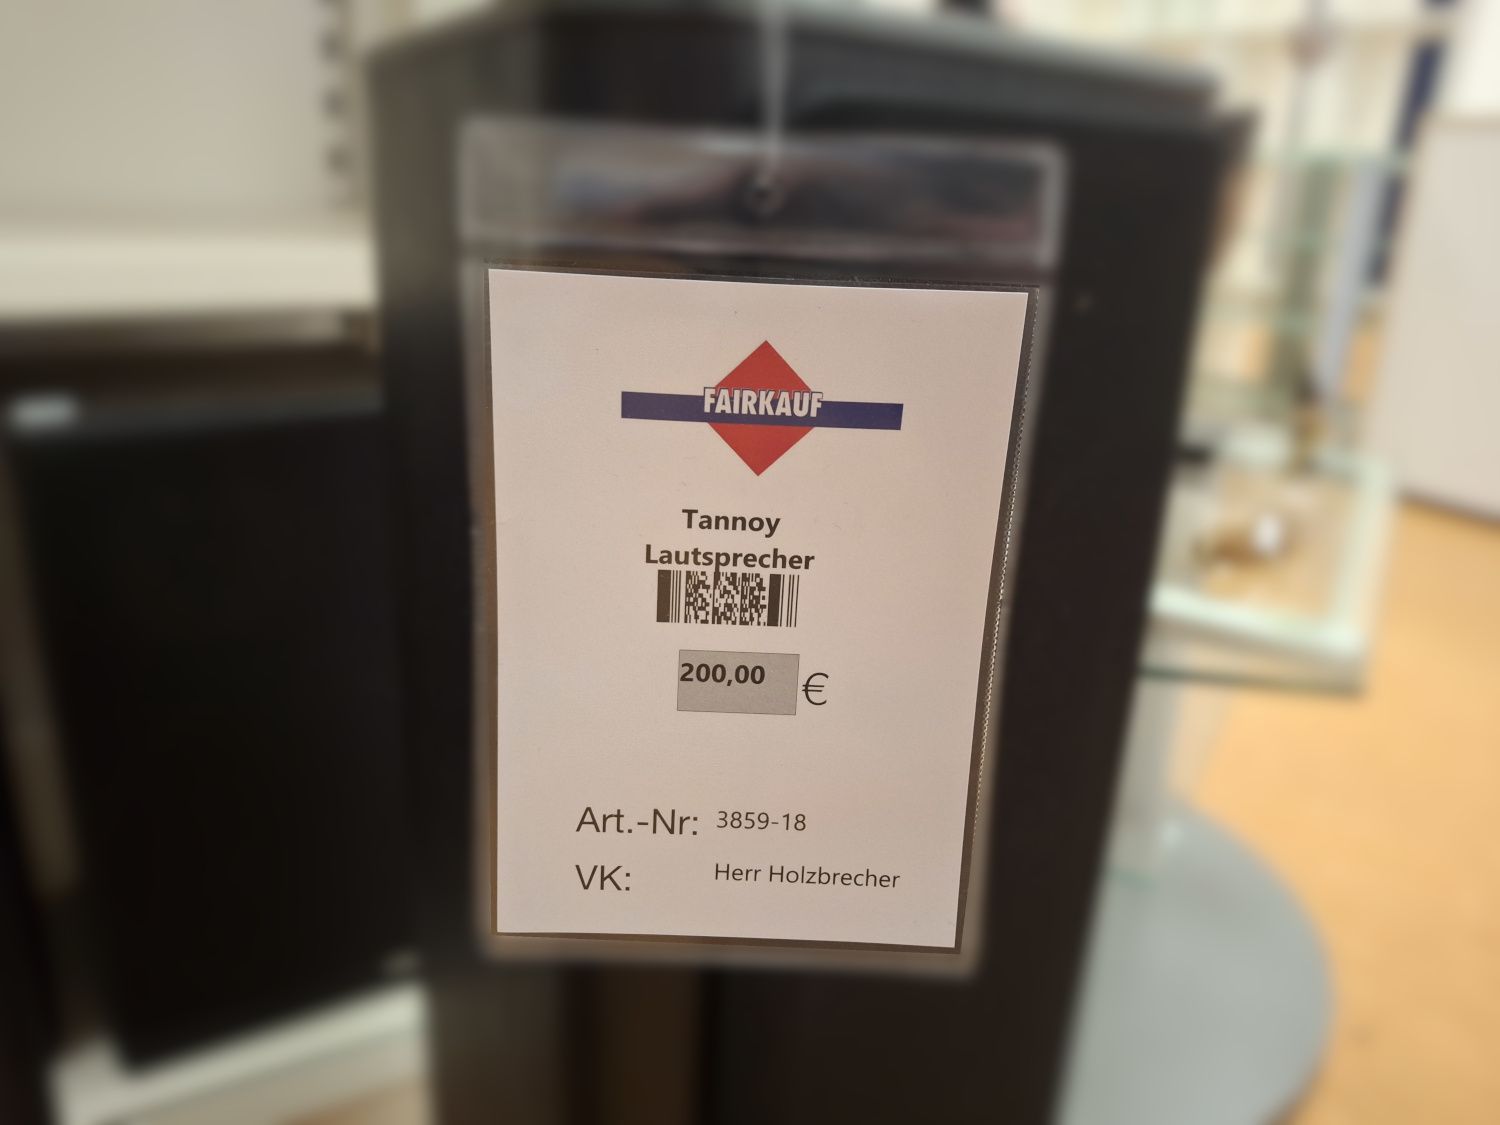 FAIRKAUF
Tannoy
Lautsprecher
200,00 €
Art.-Nr: 3859-18
VK: Herr Holzbrecher